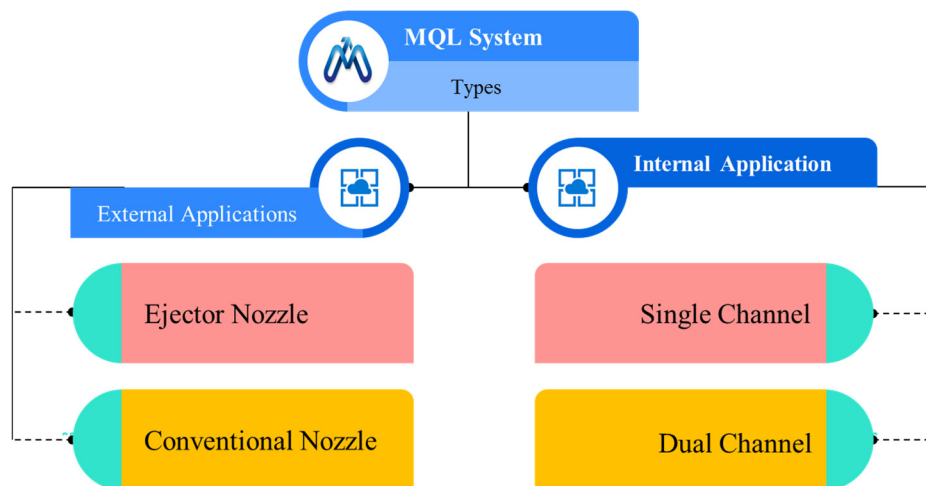 MQL System
Types
Internal Application
External Applications
Ejector Nozzle
Single Channel
Conventional Nozzle
Dual Channel